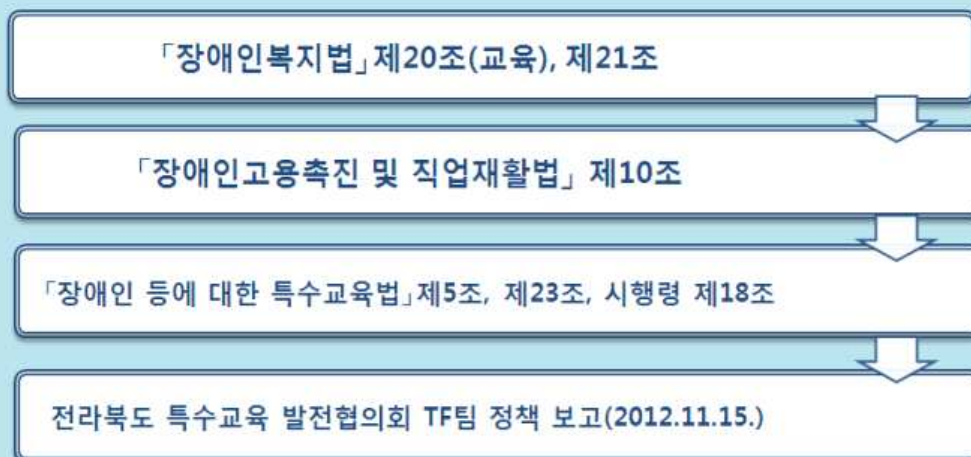 「장애인복지법」제20조(교육), 제21조
「장애인고용촉진 및 직업재활법」 제10조
「장애인 등에 대한 특수교육법」제5조, 제23조, 시행령 제18조
전라북도 특수교육 발전협의회 TF팀 정책 보고(2012.11.15.)